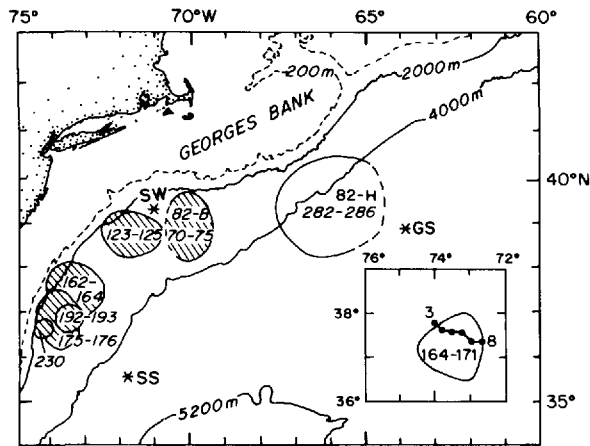 75° 70°W 65° 60°
200m
2000m
4000m
GEORGES BANK
40°N
SW
82-B
123-125 70-75
82-H
282-286
GS
76° 74° 72°
162-
164
192-193
175-176
230
SS
38°
3
8
164-171
36°
35°
5200m